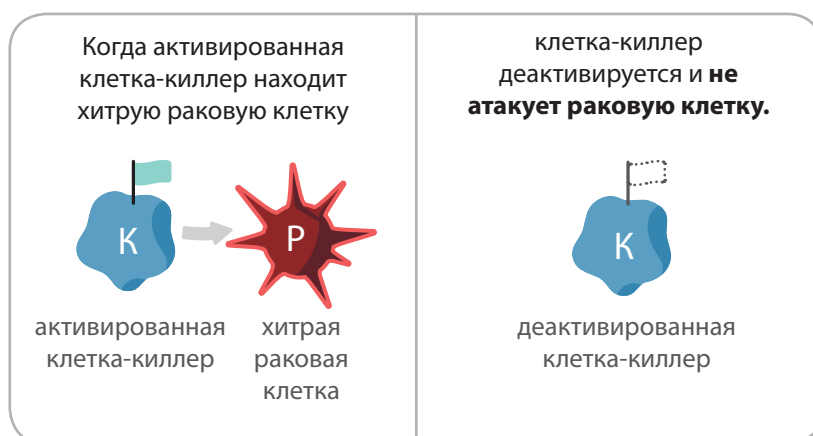 Когда активированная
клетка-киллер находит
хитрую раковую клетку
К
Р
активированная
клетка-киллер
хитрая
раковая
клетка
клетка-киллер
деактивируется и не
атакует раковую клетку.
К
деактивированная
клетка-киллер